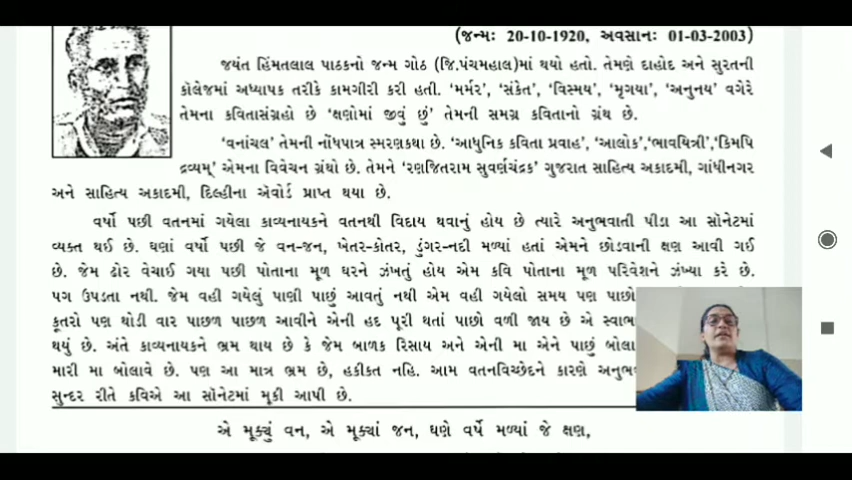 (જન્મઃ 20-10-1920, અવસાનઃ 01-03-2003)
જયંત હિંમતલાલ પાઠકનો જન્મ ગોઠ (જિ.પંચમહાલ)માં થયો હતો. તેમણે દાહોદ અને સુરતની
કૉલેજમાં અધ્યાપક તરીકે કામગીરી કરી હતી. 'મર્મર', 'સંકેત', 'વિસ્મય', 'મૃગયા', 'અનુનય' વગેરે
તેમના કવિતાસંગ્રહો છે 'ક્ષણોમાં જીવું છું' તેમની સમગ્ર કવિતાનો ગ્રંથ છે.
'વનાંચલ' તેમની નોંધપાત્ર સ્મરણકથા છે. 'આધુનિક કવિતા પ્રવાહ', 'આલોક','ભાવયિત્રી','કિમપિ
દ્રવ્યમ્' એમના વિવેચન ગ્રંથો છે. તેમને 'રણજિતરામ સુવર્ણચંદ્રક' ગુજરાત સાહિત્ય અકાદમી, ગાંધીનગર
અને સાહિત્ય અકાદમી, દિલ્હીના ઍવોર્ડ પ્રાપ્ત થયા છે.
વર્ષો પછી વતનમાં ગયેલા કાવ્યનાયકને વતનથી વિદાય થવાનું હોય છે ત્યારે અનુભવાતી પીડા આ સૉનેટમાં
વ્યક્ત થઈ છે. ઘણાં વર્ષો પછી જે વન-જન, ખેતર-કોતર, ડુંગર-નદી મળ્યાં હતાં એમને છોડવાની ક્ષણ આવી ગઈ
છે. જેમ ઢોર વેચાઈ ગયા પછી પોતાના મૂળ ઘરને ઝંખતું હોય એમ કવિ પોતાના મૂળ પરિવેશને ઝંખ્યા કરે છે.
પગ ઉપડતા નથી. જેમ વહી ગયેલું પાણી પાછું આવતું નથી એમ વહી ગયેલો સમય પણ પાછો
કૂતરો પણ થોડી વાર પાછળ પાછળ આવીને એની હદ પૂરી થતાં પાછો વળી જાય છે એ
થયું છે. અંતે કાવ્યનાયકને ભ્રમ થાય છે કે જેમ બાળક રિસાય અને એની મા એને પાછું
મારી મા બોલાવે છે. પણ આ માત્ર ભ્રમ છે, હકીકત નહિ. આમ વતનવિચ્છેદને કારણે
સુન્દર રીતે કવિએ આ સૉનેટમાં મૂકી આપી છે.
એ મૂક્યું વન, એ મૂક્યાં જન, ઘણે વર્ષે મળ્યાં જે ક્ષણ,